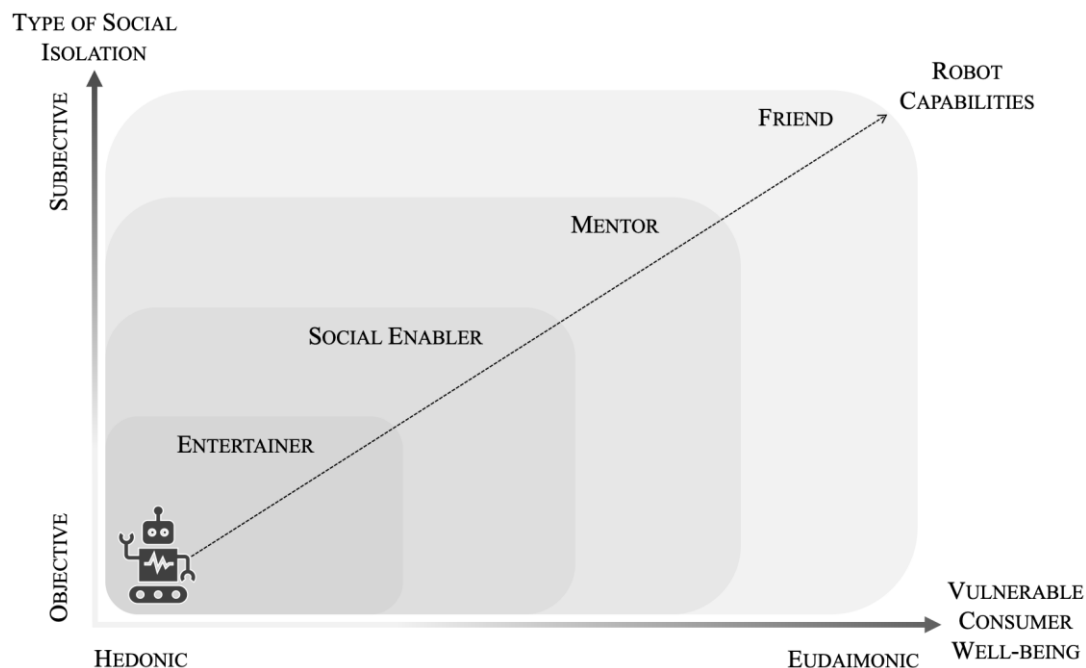 TYPE OF SOCIAL
ISOLATION
ROBOT
CAPABILITIES
FRIEND
SUBJECTIVE
MENTOR
SOCIAL ENABLER
ENTERTAINER
OBJECTIVE
VULNERABLE
CONSUMER
WELL-BEING
HEDONIC
EUDAIMONIC